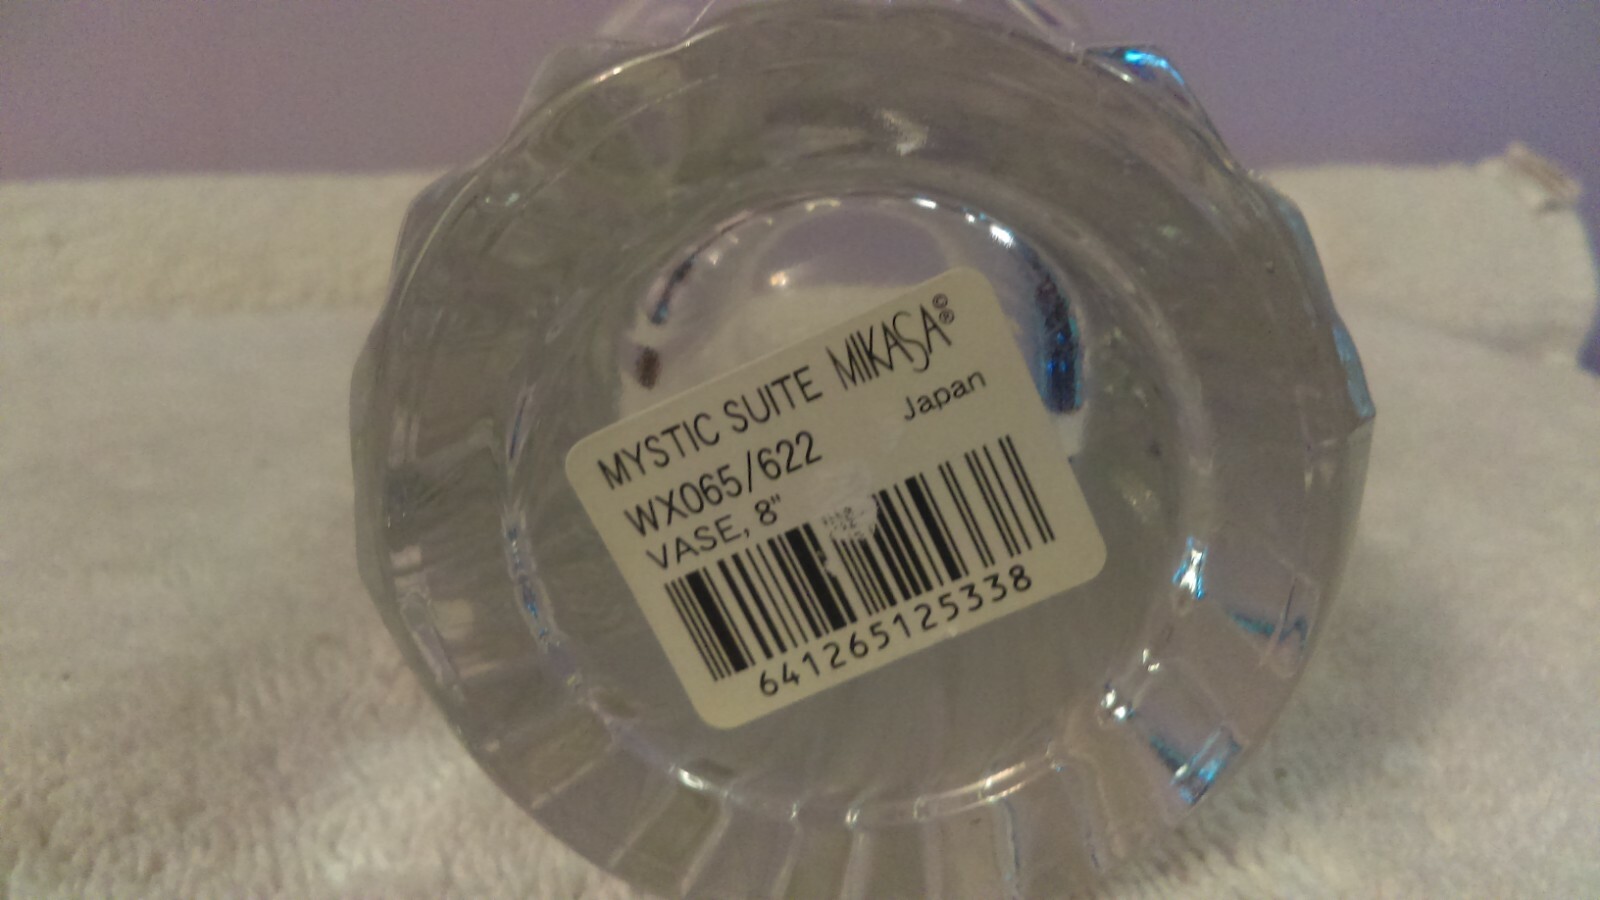 MYSTIC SUITE MIKASA©®
Japan
WX065/622
VASE, 8"
641265125338